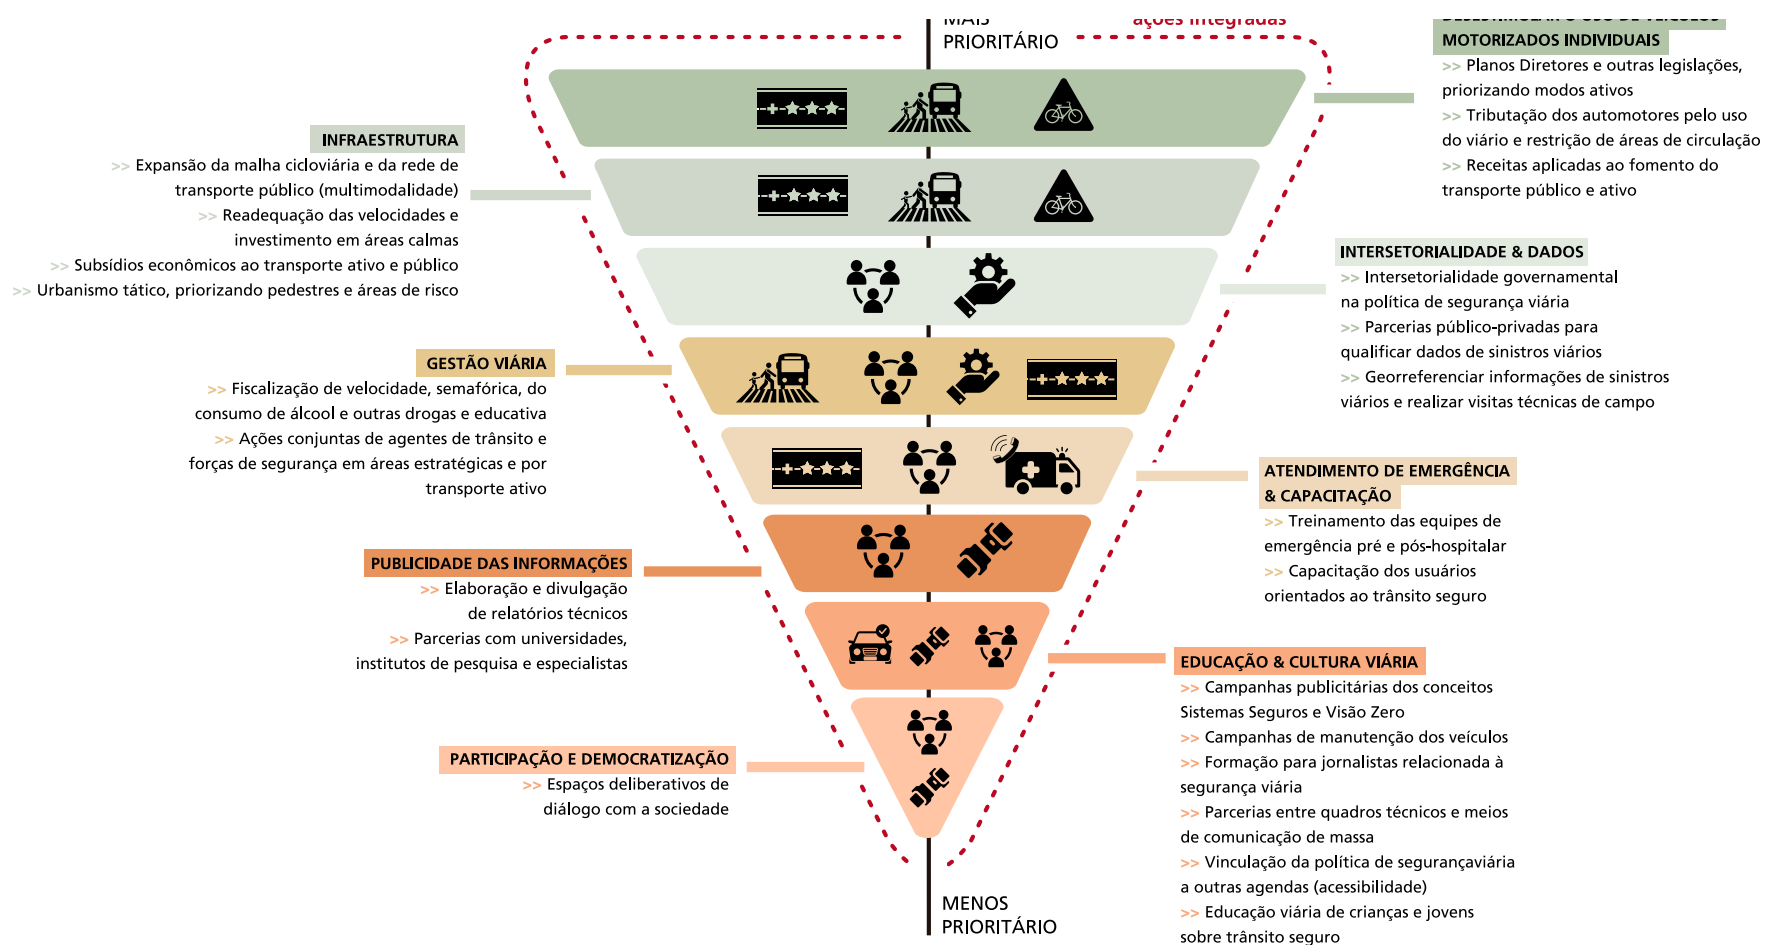 MAIS
PRIORITÁRIO
ações integradas
DESESTIMULAR O USO DE VEÍCULOS
MOTORIZADOS INDIVIDUAIS
>> Planos Diretores e outras legislações,
priorizando modos ativos
>> Tributação dos automotores pelo uso
do viário e restrição de áreas de circulação
>> Receitas aplicadas ao fomento do
transporte público e ativo
INFRAESTRUTURA
>> Expansão da malha cicloviária e da rede de
transporte público (multimodalidade)
>> Readequação das velocidades e
investimento em áreas calmas
>> Subsídios econômicos ao transporte ativo e público
>> Urbanismo tático, priorizando pedestres e áreas de risco
INTERSETORIALIDADE & DADOS
>> Intersetorialidade governamental
na política de segurança viária
>> Parcerias público-privadas para
qualificar dados de sinistros viários
>> Georreferenciar informações de sinistros
viários e realizar visitas técnicas de campo
GESTÃO VIÁRIA
>> Fiscalização de velocidade, semafórica, do
consumo de álcool e outras drogas e educativa
>> Ações conjuntas de agentes de trânsito e
forças de segurança em áreas estratégicas e por
transporte ativo
ATENDIMENTO DE EMERGÊNCIA
& CAPACITAÇÃO
>> Treinamento das equipes de
emergência pré e pós-hospitalar
>> Capacitação dos usuários
orientados ao trânsito seguro
PUBLICIDADE DAS INFORMAÇÕES
>> Elaboração e divulgação
de relatórios técnicos
>> Parcerias com universidades,
institutos de pesquisa e especialistas
EDUCAÇÃO & CULTURA VIÁRIA
>> Campanhas publicitárias dos conceitos
Sistemas Seguros e Visão Zero
>> Campanhas de manutenção dos veículos
>> Formação para jornalistas relacionada à
segurança viária
>> Parcerias entre quadros técnicos e meios
de comunicação de massa
>> Vinculação da política de segurançaviária
a outras agendas (acessibilidade)
>> Educação viária de crianças e jovens
sobre trânsito seguro
PARTICIPAÇÃO E DEMOCRATIZAÇÃO
>> Espaços deliberativos de
diálogo com a sociedade
MENOS
PRIORITÁRIO